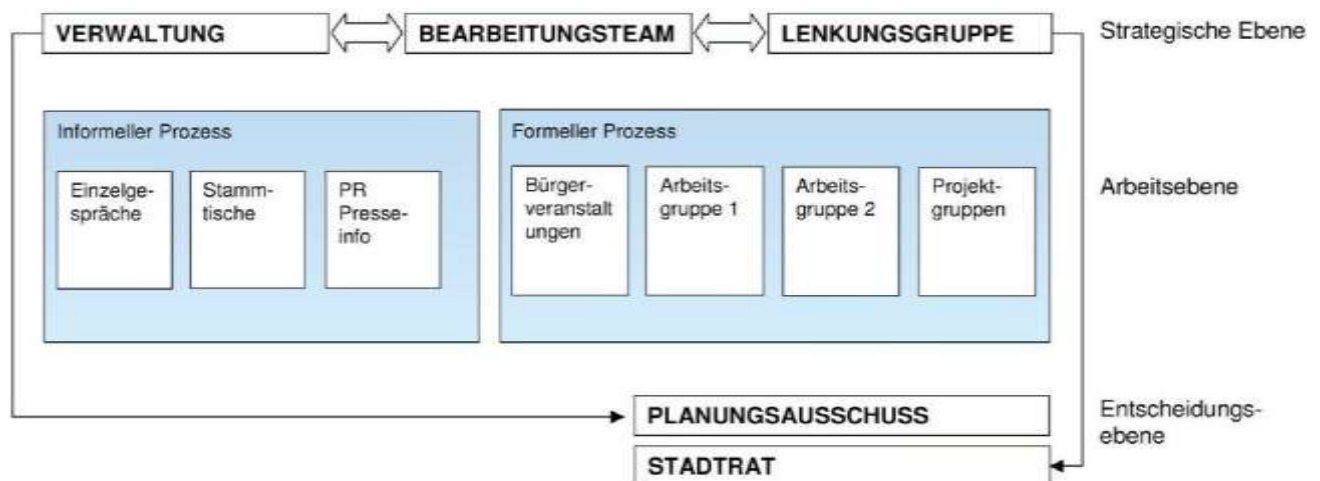 VERWALTUNG
BEARBEITUNGSTEAM
LENKUNGSGRUPPE
Strategische Ebene
Informeller Prozess
Einzelge-
spräche
Stamm-
tische
PR
Presse-
info
Formeller Prozess
Bürger-
veranstalt
ungen
Arbeits-
gruppe 1
Arbeits-
gruppe 2
Projekt-
gruppen
Arbeitsebene
PLANUNGSAUSSCHUSS
STADTRAT
Entscheidungs-
ebene